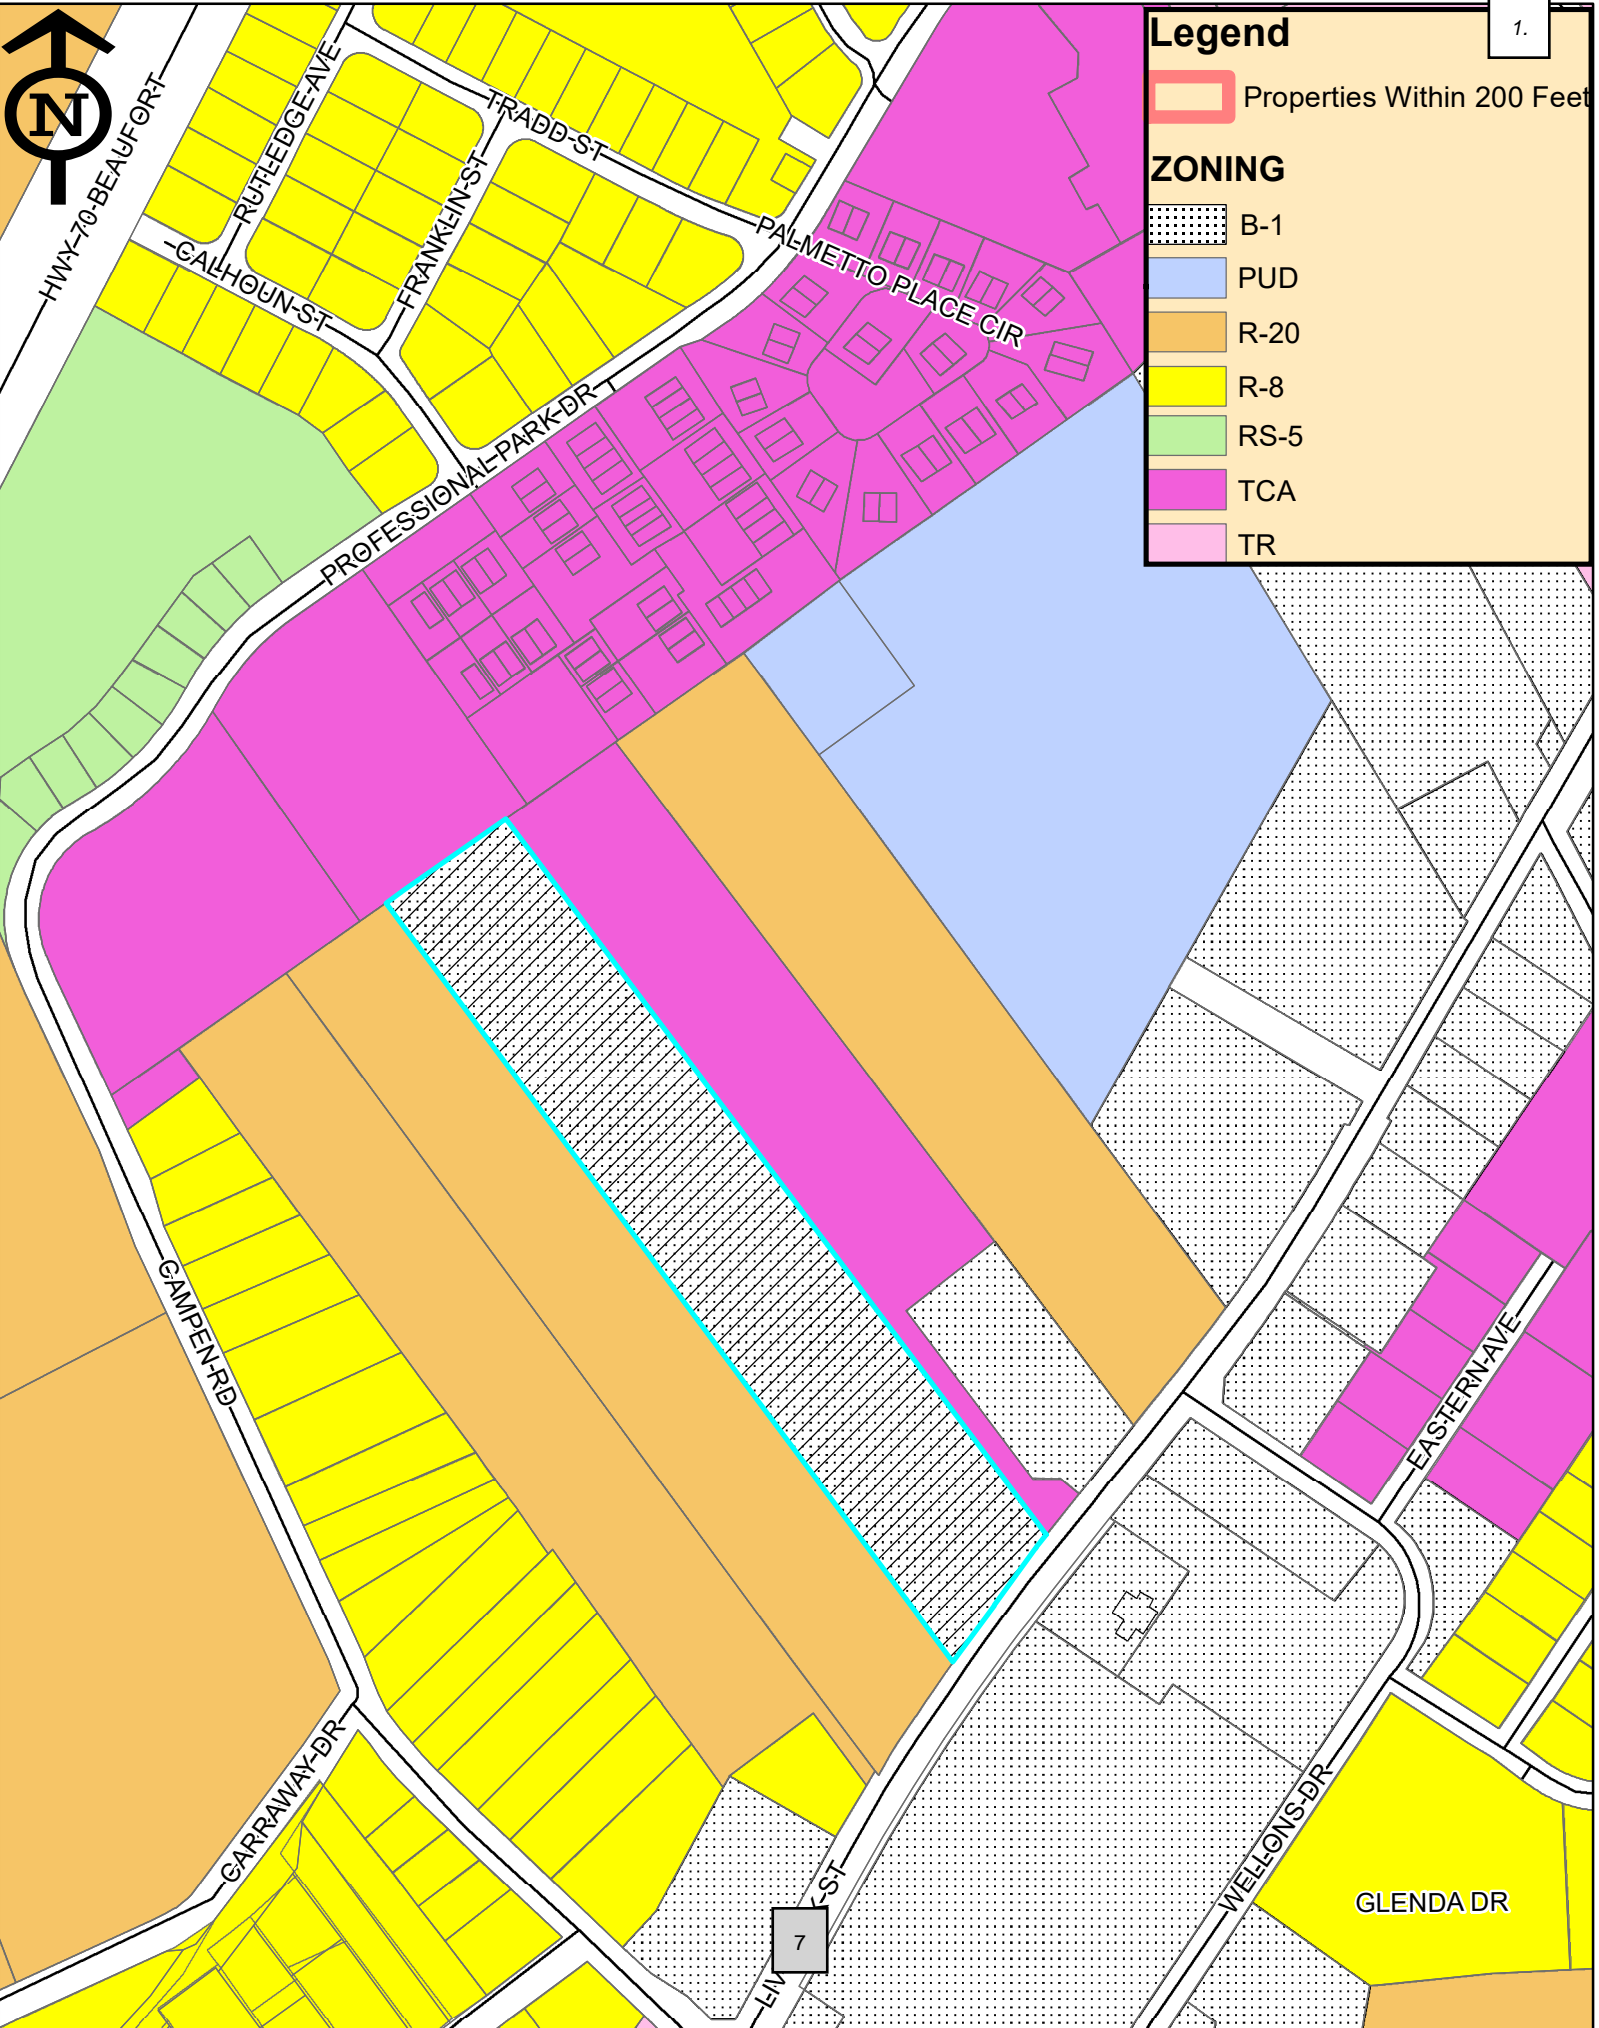 Legend
1.
Properties Within 200 Feet
ZONING
B-1
PUD
R-20
R-8
RS-5
TCA
TR
N
HWY-70-BEAUFORT
RUTLEDGE-AVE
TRADD-ST
FRANKLIN-ST
CALHOUN-ST
PALMETTO PLACE CIR
PROFESSIONAL-PARK-DR
CAMPEN-RD
EASTERN-AVE
CARRAWAY-DR
WELLONS-DR
GLENDA DR
7